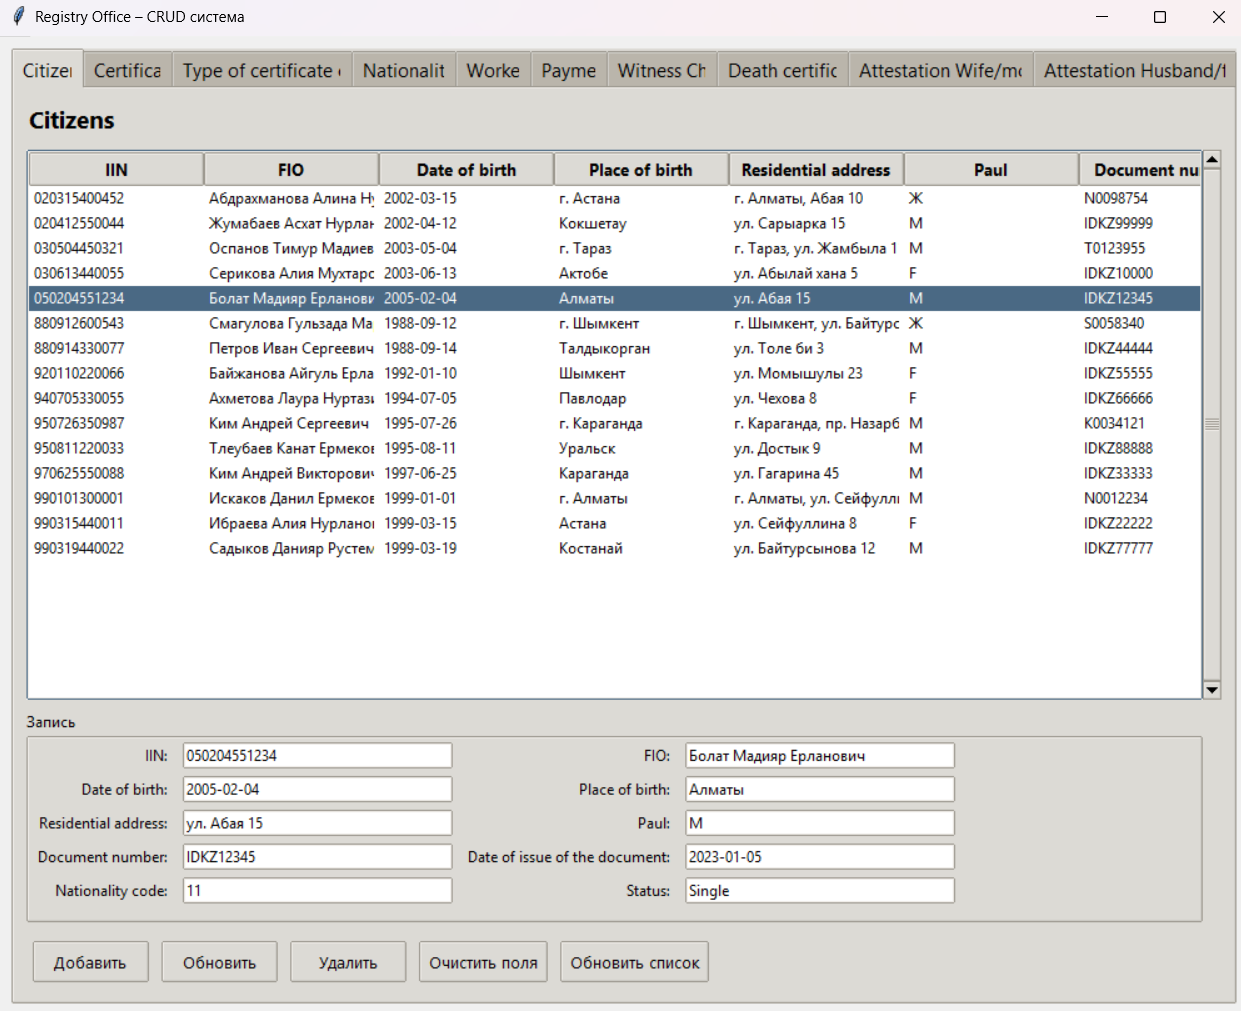 Registry Office – CRUD система
Citizer Certifica Type of certificate Nationalit Worke Payme Witness Ch Death certific Attestation Wife/mo Attestation Husband/f
Citizens
IIN FIO Date of birth Place of birth Residential address Paul Document nu
020315400452 Абдрахманова Алина Ну 2002-03-15 г. Астана г. Алматы, Абая 10 Ж N0098754
020412550044 Жумабаев Асхат Нурлан 2002-04-12 Кокшетау ул. Сарыарка 15 M IDKZ99999
030504450321 Оспанов Тимур Мадиев 2003-05-04 г. Тараз г. Тараз, ул. Жамбыла 1 М T0123955
030613440055 Серикова Алия Мухтарс 2003-06-13 Актобе ул. Абылай хана 5 F IDKZ10000
050204551234 Болат Мадияр Ерланови 2005-02-04 Алматы ул. Абая 15 M IDKZ12345
880912600543 Смагулова Гульзада Ма 1988-09-12 г. Шымкент г. Шымкент, ул. Байтурс Ж S0058340
880914330077 Петров Иван Сергеевич 1988-09-14 Талдыкорган ул. Толе би 3 M IDKZ44444
920110220066 Байжанова Айгуль Ерла 1992-01-10 Шымкент ул. Момышулы 23 F IDKZ55555
940705330055 Ахметова Лаура Нуртази 1994-07-05 Павлодар ул. Чехова 8 F IDKZ66666
950726350987 Ким Андрей Сергеевич 1995-07-26 г. Караганда г. Караганда, пр. Назарб М K0034121
950811220033 Тлеубаев Канат Ермеков 1995-08-11 Уральск ул. Достык 9 M IDKZ88888
970625550088 Ким Андрей Викторович 1997-06-25 Караганда ул. Гагарина 45 M IDKZ33333
990101300001 Искаков Данил Ермеков 1999-01-01 г. Алматы г. Алматы, ул. Сейфулли М N0012234
990315440011 Ибраева Алия Нурланов 1999-03-15 Астана ул. Сейфуллина 8 F IDKZ22222
990319440022 Садыков Данияр Рустем 1999-03-19 Костанай ул. Байтурсынова 12 M IDKZ77777
Запись
IIN: 050204551234 FIO: Болат Мадияр Ерланович
Date of birth: 2005-02-04 Place of birth: Алматы
Residential address: ул. Абая 15 Paul: M
Document number: IDKZ12345 Date of issue of the document: 2023-01-05
Nationality code: 11 Status: Single
Добавить Обновить Удалить Очистить поля Обновить список